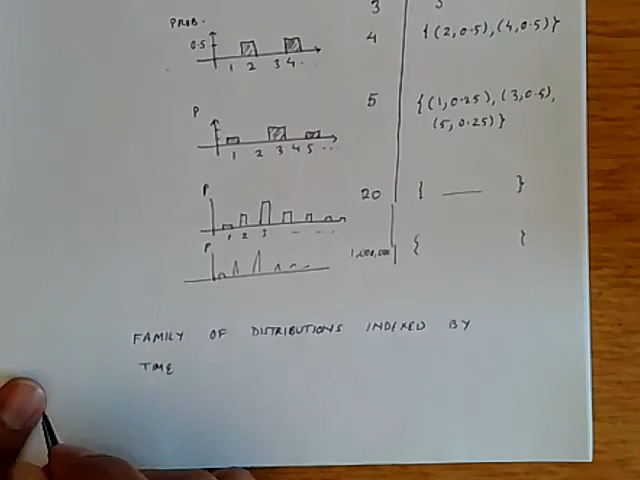 3 3
PROB.
0.5
1 2 3 4 . .
4 { (2, 0.5), (4, 0.5) }
P
1 2 3 4 5 ...
5 { (1, 0.25), (3, 0.5),
(5, 0.25) }
P
1 2 3
20 { }
P
1,000,000 { }
FAMILY OF DISTRIBUTIONS INDEXED BY
TIME